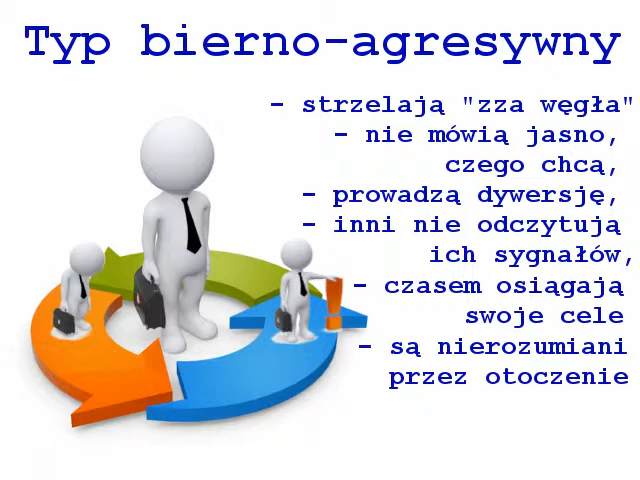 Typ bierno-agresywny
- strzelają "zza węgła"
- nie mówią jasno,
czego chcą,
- prowadzą dywersję,
- inni nie odczytują
ich sygnałów,
- czasem osiągają
swoje cele
- są nierozumiani
przez otoczenie